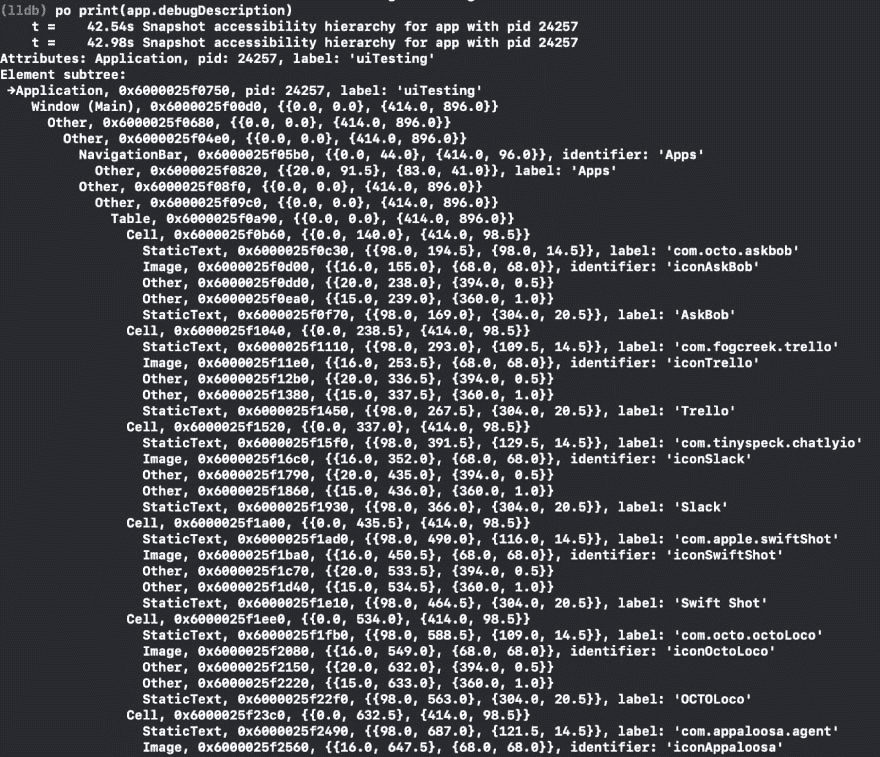 (lldb) po print(app.debugDescription)
t = 42.54s Snapshot accessibility hierarchy for app with pid 24257
t = 42.98s Snapshot accessibility hierarchy for app with pid 24257
Attributes: Application, pid: 24257, label: 'uiTesting'
Element subtree:
→Application, 0x6000025f0750, pid: 24257, label: 'uiTesting'
Window (Main), 0x6000025f00d0, {{0.0, 0.0}, {414.0, 896.0}}
Other, 0x6000025f0680, {{0.0, 0.0}, {414.0, 896.0}}
Other, 0x6000025f04e0, {{0.0, 0.0}, {414.0, 896.0}}
NavigationBar, 0x6000025f05b0, {{0.0, 44.0}, {414.0, 96.0}}, identifier: 'Apps'
Other, 0x6000025f0820, {{20.0, 91.5}, {83.0, 41.0}}, label: 'Apps'
Other, 0x6000025f08f0, {{0.0, 0.0}, {414.0, 896.0}}
Other, 0x6000025f09c0, {{0.0, 0.0}, {414.0, 896.0}}
Table, 0x6000025f0a90, {{0.0, 0.0}, {414.0, 896.0}}
Cell, 0x6000025f0b60, {{0.0, 140.0}, {414.0, 98.5}}
StaticText, 0x6000025f0c30, {{98.0, 194.5}, {98.0, 14.5}}, label: 'com.octo.askbob'
Image, 0x6000025f0d00, {{16.0, 155.0}, {68.0, 68.0}}, identifier: 'iconAskBob'
Other, 0x6000025f0dd0, {{20.0, 238.0}, {394.0, 0.5}}
Other, 0x6000025f0ea0, {{15.0, 239.0}, {360.0, 1.0}}
StaticText, 0x6000025f0f70, {{98.0, 169.0}, {304.0, 20.5}}, label: 'AskBob'
Cell, 0x6000025f1040, {{0.0, 238.5}, {414.0, 98.5}}
StaticText, 0x6000025f1110, {{98.0, 293.0}, {109.5, 14.5}}, label: 'com.fogcreek.trello'
Image, 0x6000025f11e0, {{16.0, 253.5}, {68.0, 68.0}}, identifier: 'iconTrello'
Other, 0x6000025f12b0, {{20.0, 336.5}, {394.0, 0.5}}
Other, 0x6000025f1380, {{15.0, 337.5}, {360.0, 1.0}}
StaticText, 0x6000025f1450, {{98.0, 267.5}, {304.0, 20.5}}, label: 'Trello'
Cell, 0x6000025f1520, {{0.0, 337.0}, {414.0, 98.5}}
StaticText, 0x6000025f15f0, {{98.0, 391.5}, {129.5, 14.5}}, label: 'com.tinyspeck.chatlyio'
Image, 0x6000025f16c0, {{16.0, 352.0}, {68.0, 68.0}}, identifier: 'iconSlack'
Other, 0x6000025f1790, {{20.0, 435.0}, {394.0, 0.5}}
Other, 0x6000025f1860, {{15.0, 436.0}, {360.0, 1.0}}
StaticText, 0x6000025f1930, {{98.0, 366.0}, {304.0, 20.5}}, label: 'Slack'
Cell, 0x6000025f1a00, {{0.0, 435.5}, {414.0, 98.5}}
StaticText, 0x6000025f1ad0, {{98.0, 490.0}, {116.0, 14.5}}, label: 'com.apple.swiftShot'
Image, 0x6000025f1ba0, {{16.0, 450.5}, {68.0, 68.0}}, identifier: 'iconSwiftShot'
Other, 0x6000025f1c70, {{20.0, 533.5}, {394.0, 0.5}}
Other, 0x6000025f1d40, {{15.0, 534.5}, {360.0, 1.0}}
StaticText, 0x6000025f1e10, {{98.0, 464.5}, {304.0, 20.5}}, label: 'Swift Shot'
Cell, 0x6000025f1ee0, {{0.0, 534.0}, {414.0, 98.5}}
StaticText, 0x6000025f1fb0, {{98.0, 588.5}, {109.0, 14.5}}, label: 'com.octo.octoLoco'
Image, 0x6000025f2080, {{16.0, 549.0}, {68.0, 68.0}}, identifier: 'iconOctoLoco'
Other, 0x6000025f2150, {{20.0, 632.0}, {394.0, 0.5}}
Other, 0x6000025f2220, {{15.0, 633.0}, {360.0, 1.0}}
StaticText, 0x6000025f22f0, {{98.0, 563.0}, {304.0, 20.5}}, label: 'OCTOLoco'
Cell, 0x6000025f23c0, {{0.0, 632.5}, {414.0, 98.5}}
StaticText, 0x6000025f2490, {{98.0, 687.0}, {121.5, 14.5}}, label: 'com.appaloosa.agent'
Image, 0x6000025f2560, {{16.0, 647.5}, {68.0, 68.0}}, identifier: 'iconAppaloosa'